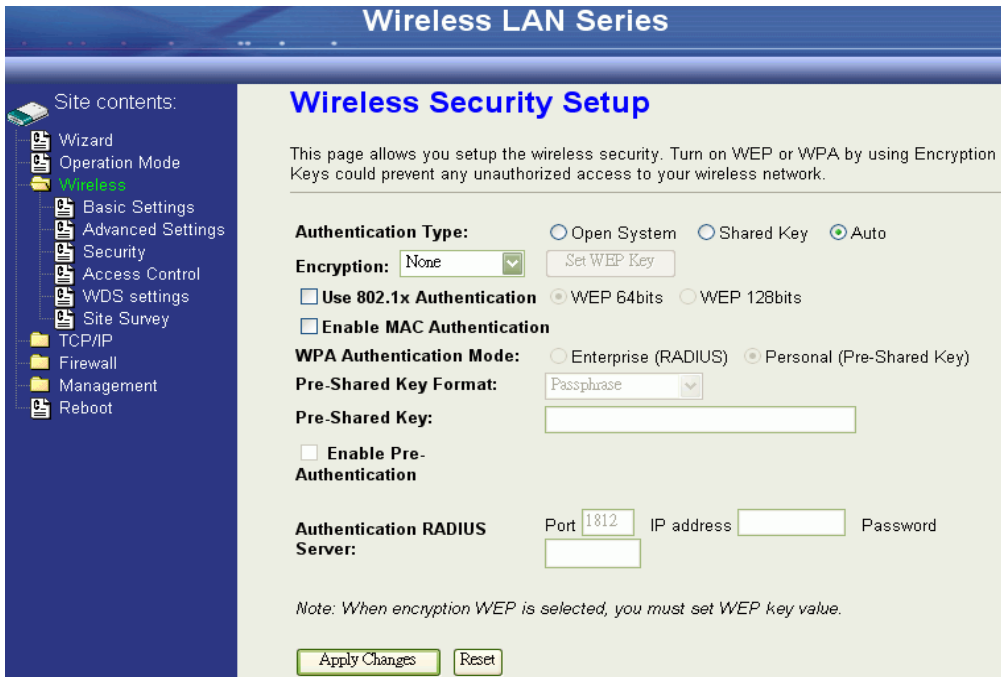 Wireless LAN Series
Site contents:
Wizard
Operation Mode
Wireless
Basic Settings
Advanced Settings
Security
Access Control
WDS settings
Site Survey
TCP/IP
Firewall
Management
Reboot
Wireless Security Setup
This page allows you setup the wireless security. Turn on WEP or WPA by using Encryption
Keys could prevent any unauthorized access to your wireless network.
Authentication Type: Open System Shared Key Auto
Encryption: None Set WEP Key
Use 802.1x Authentication WEP 64bits WEP 128bits
Enable MAC Authentication
WPA Authentication Mode: Enterprise (RADIUS) Personal (Pre-Shared Key)
Pre-Shared Key Format: Passphrase
Pre-Shared Key:
Enable Pre-
Authentication
Authentication RADIUS
Server:
Port 1812 IP address Password
Note: When encryption WEP is selected, you must set WEP key value.
Apply Changes Reset